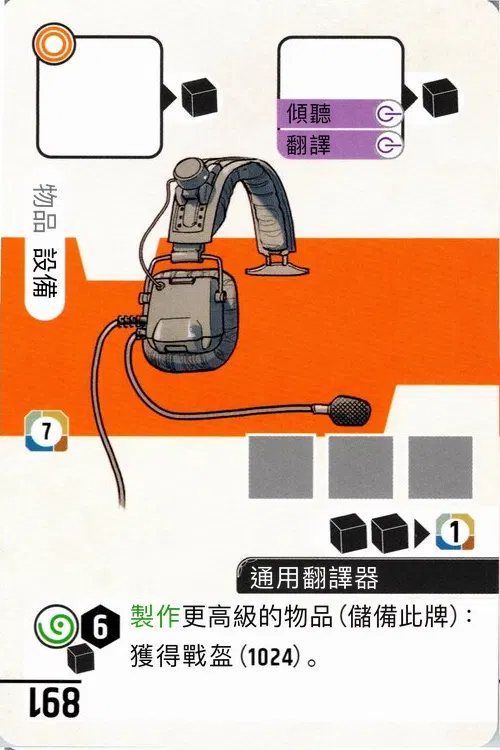 傾聽
翻譯
物品 設備
7
1
通用翻譯器
6 製作更高級的物品(儲備此牌):
獲得戰盔(1024)。
168